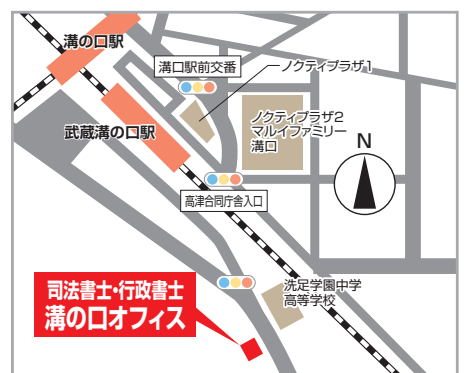 溝の口駅
溝口駅前交番
ノクティプラザ1
武蔵溝の口駅
ノクティプラザ2
マルイファミリー
溝口
N
高津合同庁舎入口
洗足学園中学
高等学校
司法書士・行政書士
溝の口オフィス